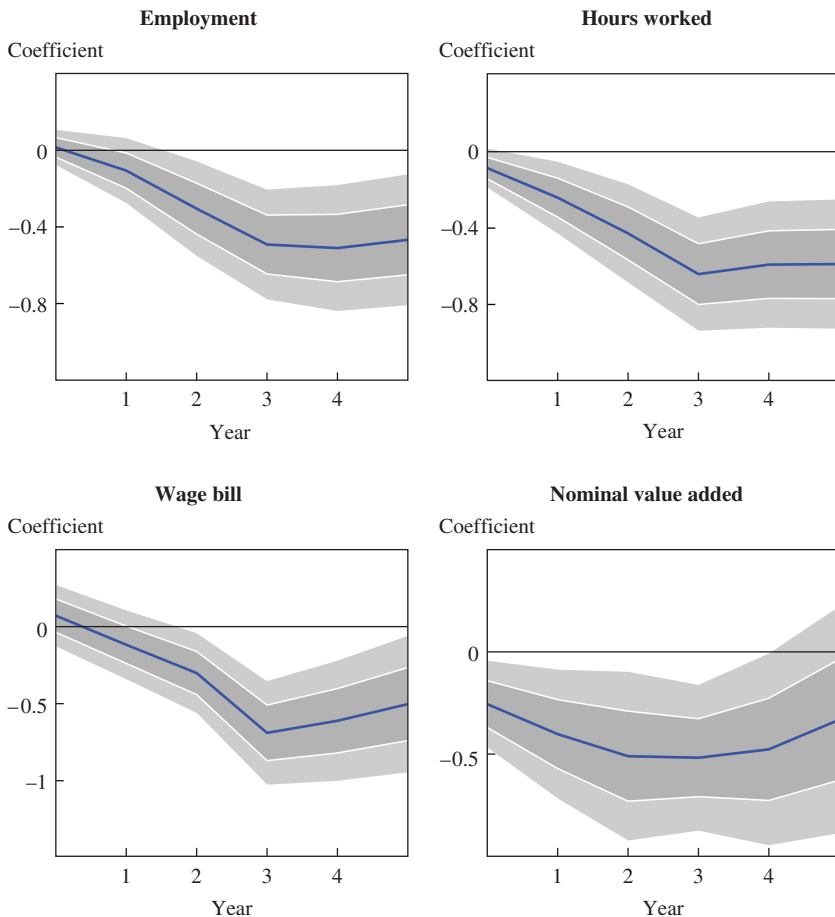 Employment
Coefficient
0
−0.4
−0.8
1 2 3 4
Year
Hours worked
Coefficient
0
−0.4
−0.8
1 2 3 4
Year
Wage bill
Coefficient
0
−0.5
−1
1 2 3 4
Year
Nominal value added
Coefficient
0
−0.5
1 2 3 4
Year